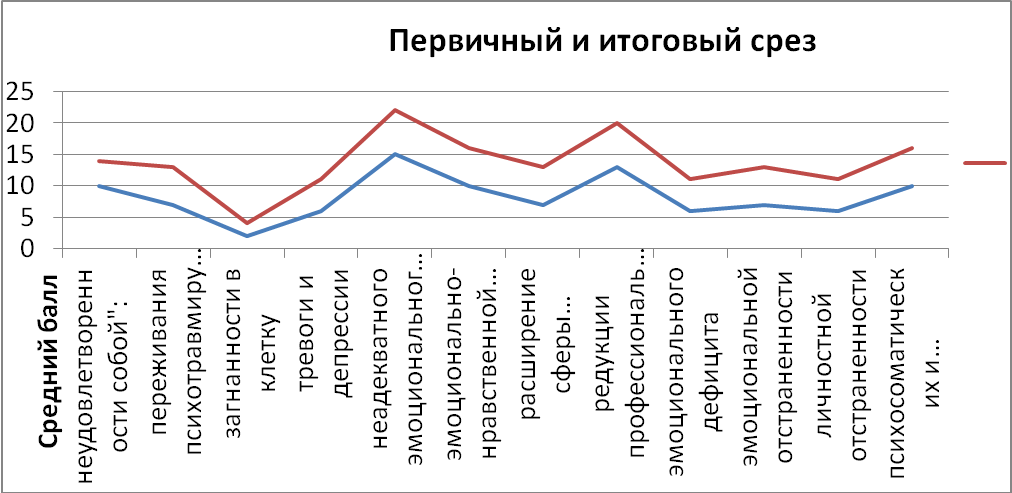 Первичный и итоговый срез
25
20
15
10
5
0
Средний балл
неудовлетворенн
ости собой":
переживания
психотравамиру...
загнанности в
клетку
тревоги и
депрессии
неадекватного
эмоциональног...
эмоционально-
нравственной...
расширение
сферы...
редукции
профессиональ...
эмоционального
дефицита
эмоциональной
отстраненности
личностной
отстраненности
психосоматическ
их и...